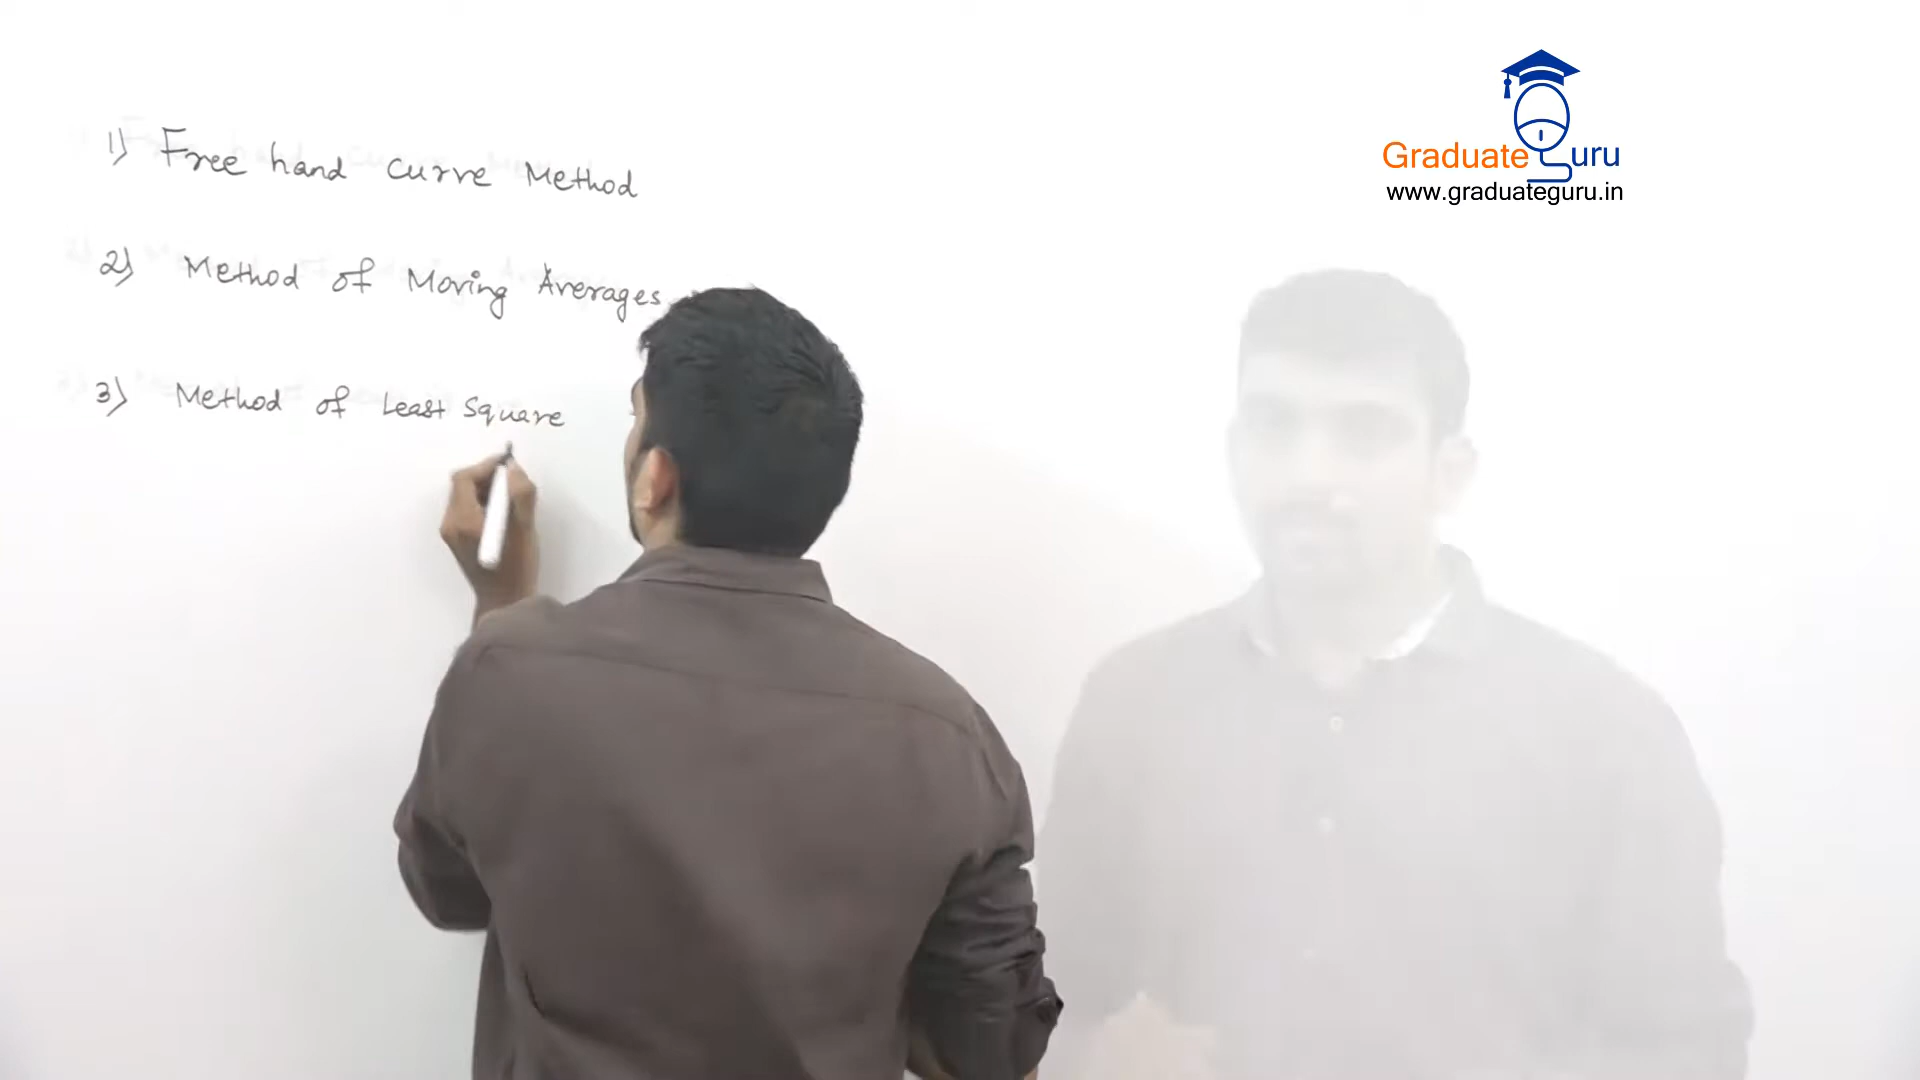 1) Free hand curve Method
2) Method of Moving Averages
3) Method of Least Square
Graduate uru
www.graduateguru.in